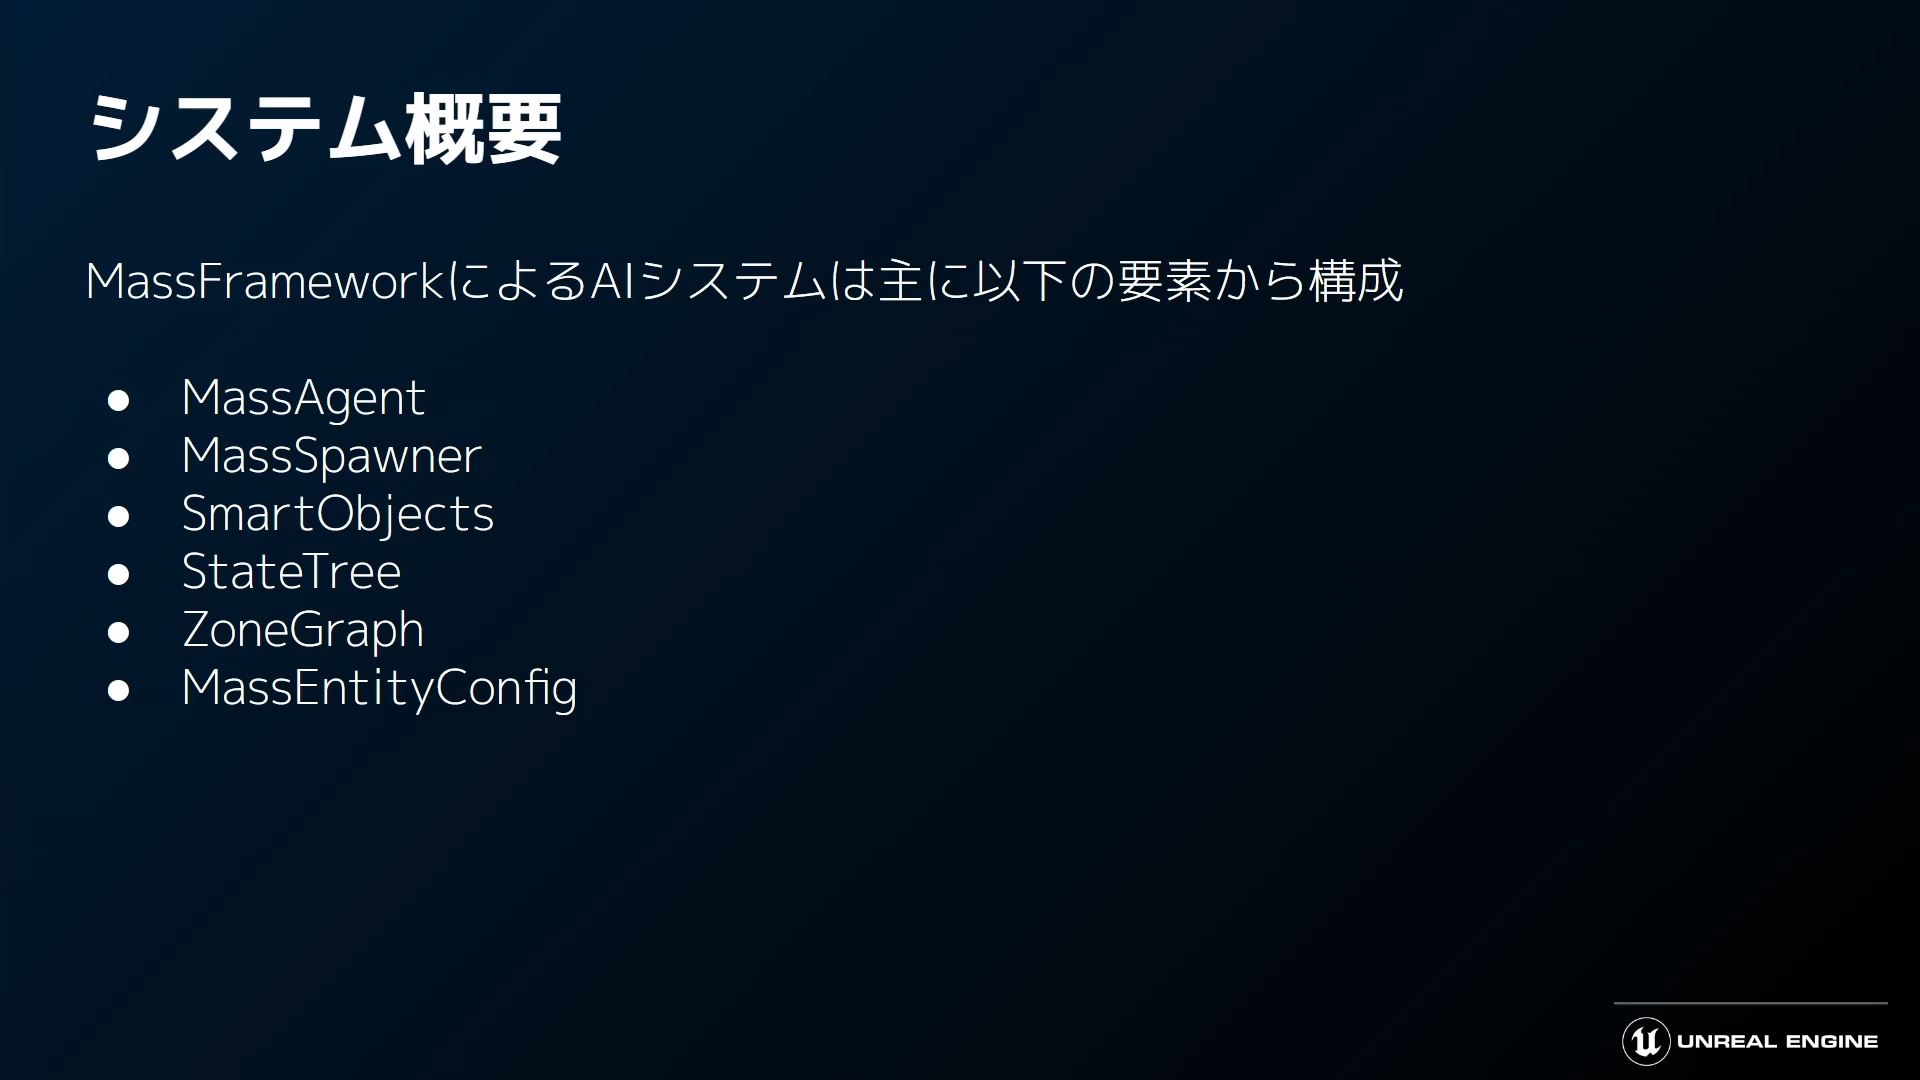 システム概要
MassFrameworkによるAIシステムは主に以下の要素から構成
● MassAgent
● MassSpawner
● SmartObjects
● StateTree
● ZoneGraph
● MassEntityConfig
UNREAL ENGINE